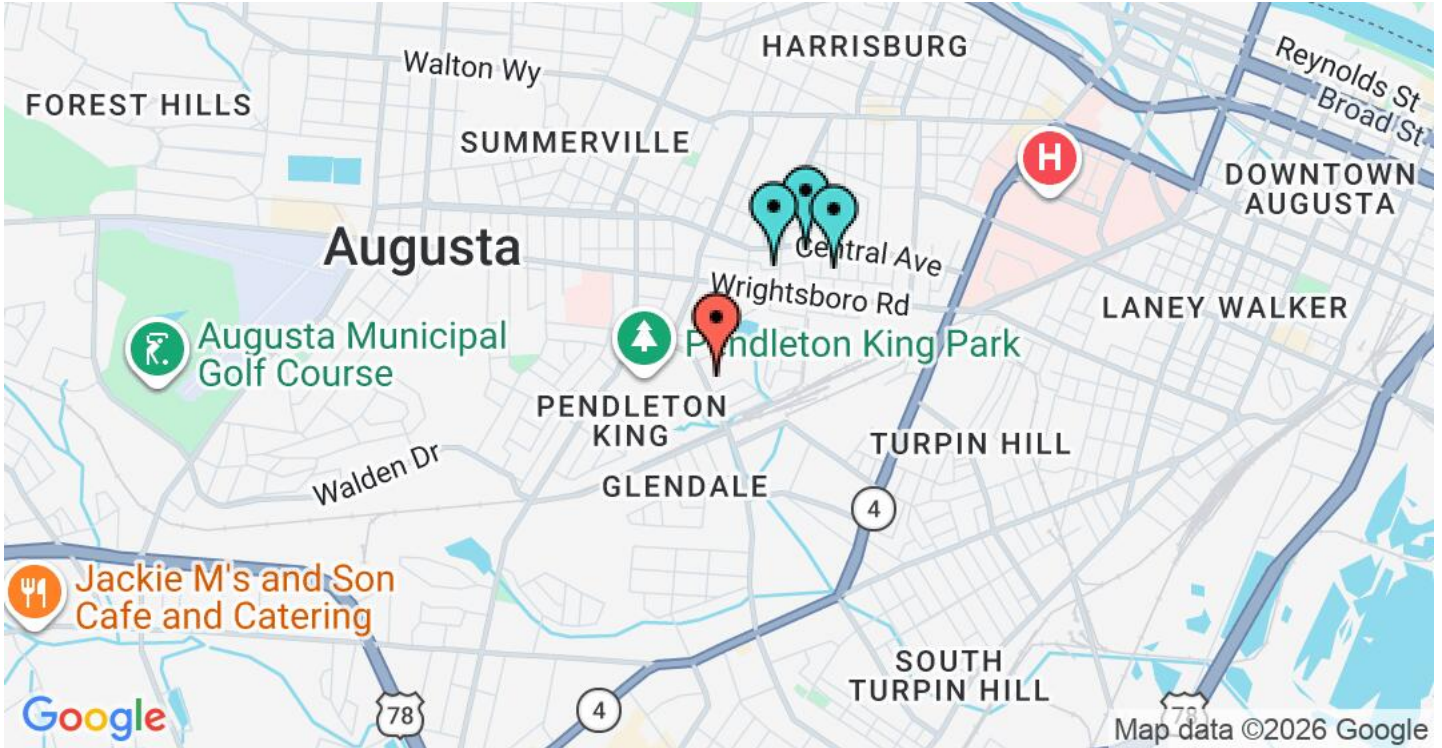 HARRISBURG
Reynolds St
Walton Wy
Broad St
FOREST HILLS
SUMMERVILLE
H
DOWNTOWN
AUGUSTA
Augusta
Central Ave
Wrightsboro Rd
LANEY WALKER
Augusta Municipal
Golf Course
Pendleton King Park
PENDLETON
KING
TURPIN HILL
Walden Dr
GLENDALE
4
Jackie M's and Son
Cafe and Catering
SOUTH
TURPIN HILL
78
4
78
Google
Map data ©2026 Google